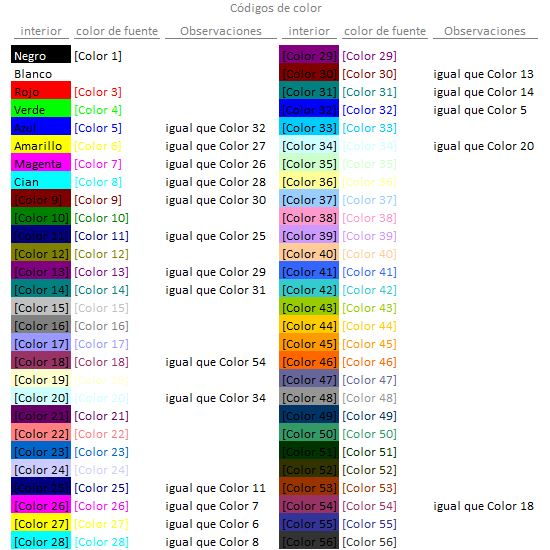 Códigos de color
interior color de fuente Observaciones interior color de fuente Observaciones
Negro [Color 1] [Color 29] [Color 29]
Blanco [Color 30] [Color 30] igual que Color 13
Rojo [Color 3] [Color 31] [Color 31] igual que Color 14
Verde [Color 4] [Color 32] [Color 32] igual que Color 5
Azul [Color 5] igual que Color 32 [Color 33] [Color 33]
Amarillo [Color 6] igual que Color 27 [Color 34] [Color 34] igual que Color 20
Magenta [Color 7] igual que Color 26 [Color 35] [Color 35]
Cian [Color 8] igual que Color 28 [Color 36] [Color 36]
[Color 9] [Color 9] igual que Color 30 [Color 37] [Color 37]
[Color 10] [Color 10] [Color 38] [Color 38]
[Color 11] [Color 11] igual que Color 25 [Color 39] [Color 39]
[Color 12] [Color 12] [Color 40] [Color 40]
[Color 13] [Color 13] igual que Color 29 [Color 41] [Color 41]
[Color 14] [Color 14] igual que Color 31 [Color 42] [Color 42]
[Color 15] [Color 15] [Color 43] [Color 43]
[Color 16] [Color 16] [Color 44] [Color 44]
[Color 17] [Color 17] [Color 45] [Color 45]
[Color 18] [Color 18] igual que Color 54 [Color 46] [Color 46]
[Color 19] [Color 19] [Color 47] [Color 47]
[Color 20] [Color 20] igual que Color 34 [Color 48] [Color 48]
[Color 21] [Color 21] [Color 49] [Color 49]
[Color 22] [Color 22] [Color 50] [Color 50]
[Color 23] [Color 23] [Color 51] [Color 51]
[Color 24] [Color 24] [Color 52] [Color 52]
[Color 25] [Color 25] igual que Color 11 [Color 53] [Color 53]
[Color 26] [Color 26] igual que Color 7 [Color 54] [Color 54] igual que Color 18
[Color 27] [Color 27] igual que Color 6 [Color 55] [Color 55]
[Color 28] [Color 28] igual que Color 8 [Color 56] [Color 56]